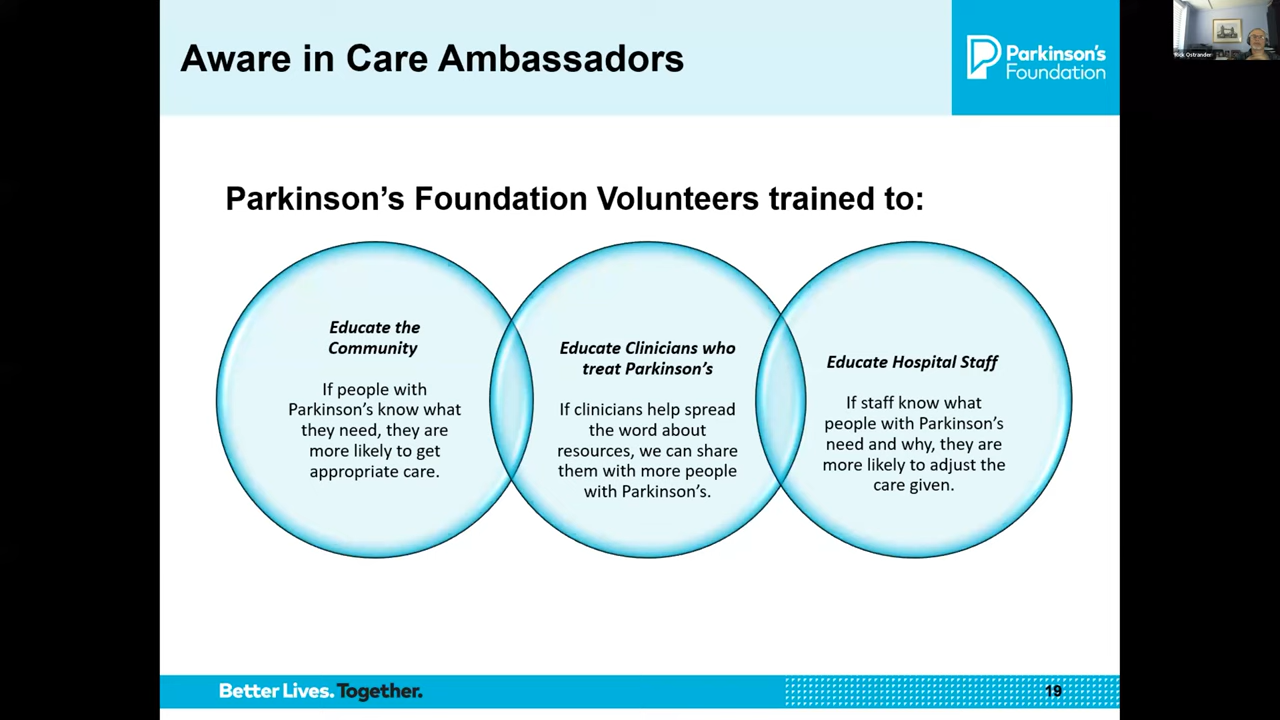 Aware in Care Ambassadors
Parkinson's
Foundation
Rick Ostrander
Parkinson's Foundation Volunteers trained to:
Educate the
Community
If people with
Parkinson's know what
they need, they are
more likely to get
appropriate care.
Educate Clinicians who
treat Parkinson's
If clinicians help spread
the word about
resources, we can share
them with more people
with Parkinson's.
Educate Hospital Staff
If staff know what
people with Parkinson's
need and why, they are
more likely to adjust the
care given.
Better Lives. Together.
19